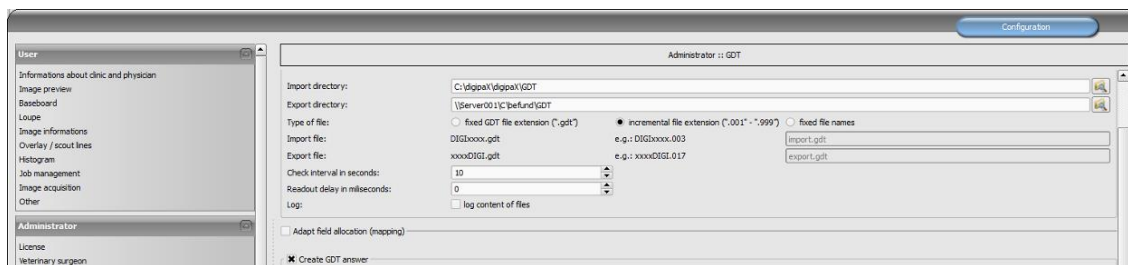 Configuration
User
Informations about clinic and physician
Image preview
Baseboard
Loupe
Image informations
Overlay / scout lines
Histogram
Job management
Image acquisition
Other
Administrator
License
Veterinary surgeon
Administrator :: GDT
Import directory: C:\digipaX\digipaX\GDT
Export directory: \\Server001\C'\befund\GDT
Type of file: fixed GDT file extension (".gdt") incremental file extension (".001" - ".999") fixed file names
Import file: DIGIxxxx.gdt e.g.: DIGIxxxx.003 import.gdt
Export file: xxxxDIGI.gdt e.g.: xxxxDIGI.017 export.gdt
Check interval in seconds: 10
Readout delay in miliseconds: 0
Log: log content of files
Adapt field allocation (mapping)
Create GDT answer